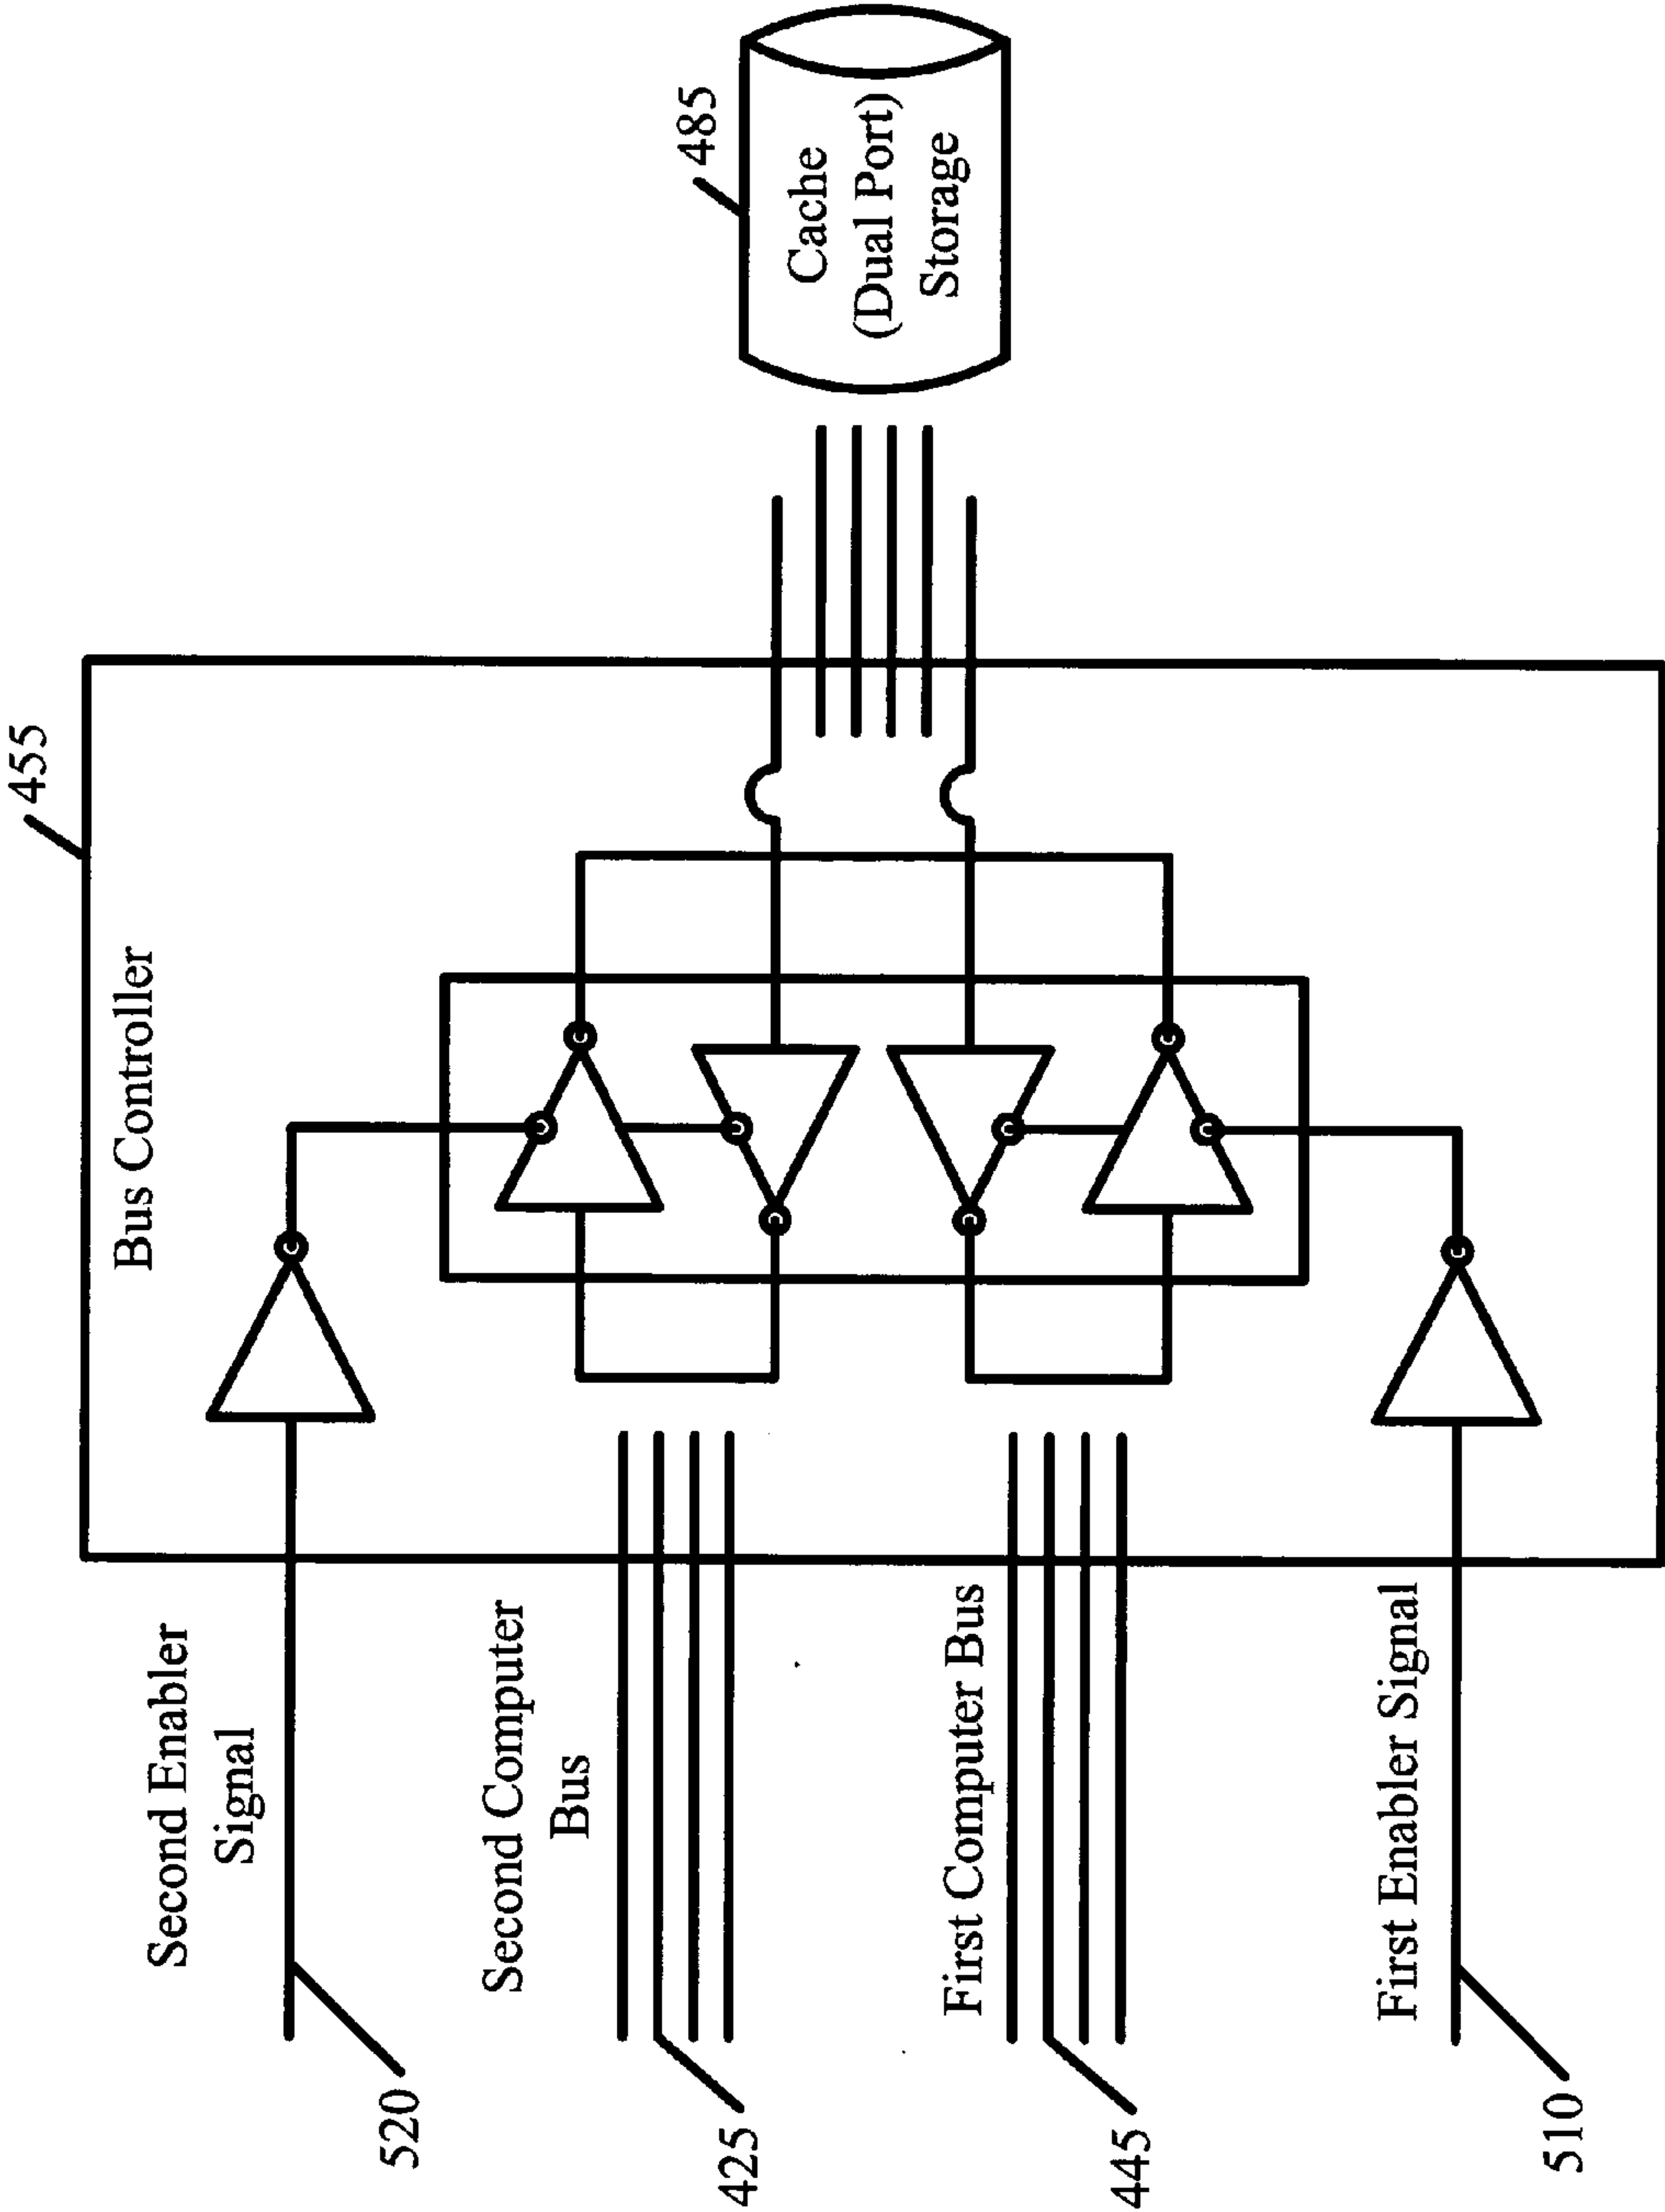 455
Bus Controller
485
Cache
(Dual Port)
Storage
Second Enabler
Signal
520
Second Computer
Bus
425
First Computer Bus
445
First Enabler Signal
510